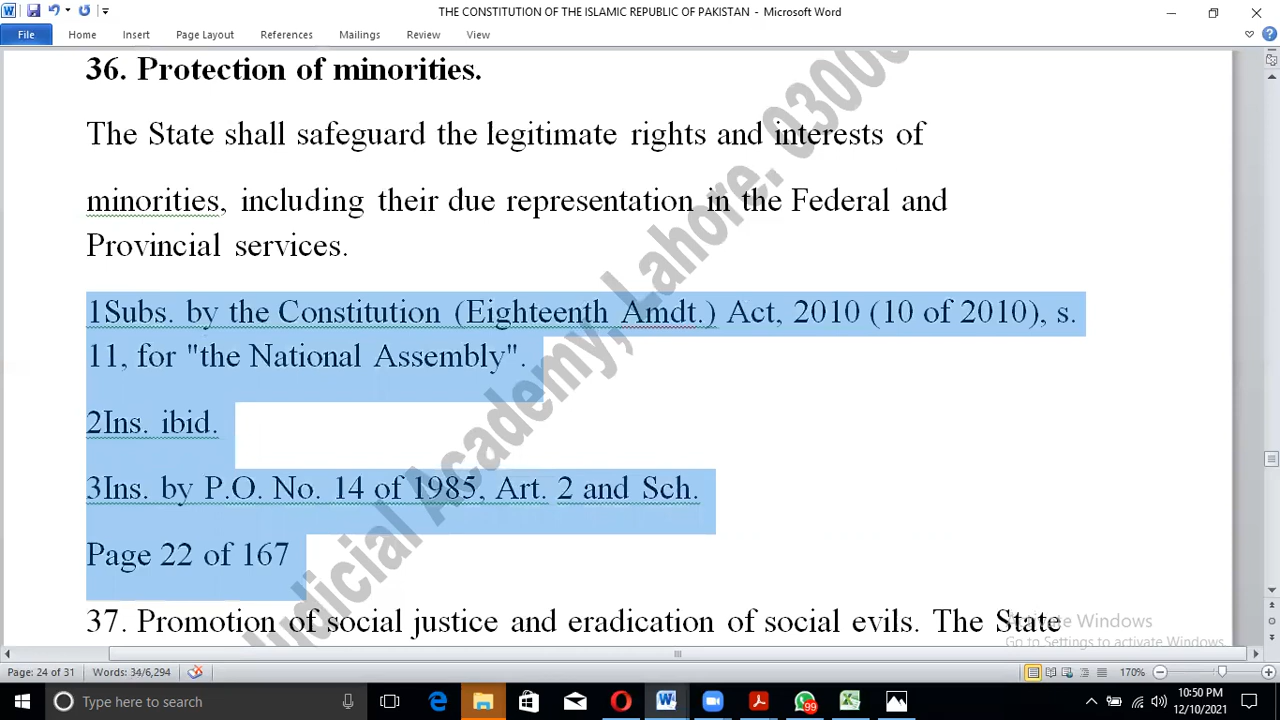 THE CONSTITUTION OF THE ISLAMIC REPUBLIC OF PAKISTAN - Microsoft Word
File Home Insert Page Layout References Mailings Review View
36. Protection of minorities.
The State shall safeguard the legitimate rights and interests of
minorities, including their due representation in the Federal and
Provincial services.
1Subs. by the Constitution (Eighteenth Amdt.) Act, 2010 (10 of 2010), s.
11, for "the National Assembly".
2Ins. ibid.
3Ins. by P.O. No. 14 of 1985, Art. 2 and Sch.
Page 22 of 167
37. Promotion of social justice and eradication of social evils. The State
Judicial Academy, Lahore. 0300
Activate Windows
Go to Settings to activate Windows.
Page: 24 of 31 Words: 34/6,294 170%
Type here to search
99
10:50 PM
12/10/2021